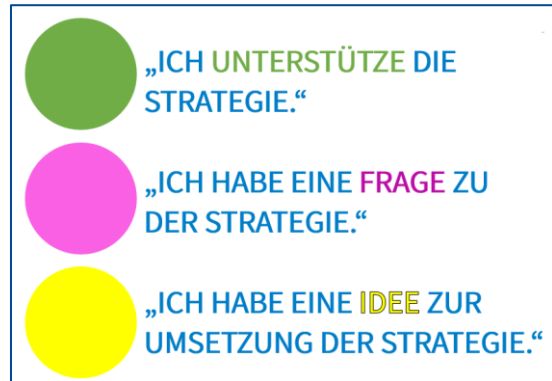 „ICH UNTERSTÜTZE DIE
STRATEGIE.“
„ICH HABE EINE FRAGE ZU
DER STRATEGIE.“
„ICH HABE EINE IDEE ZUR
UMSETZUNG DER STRATEGIE.“